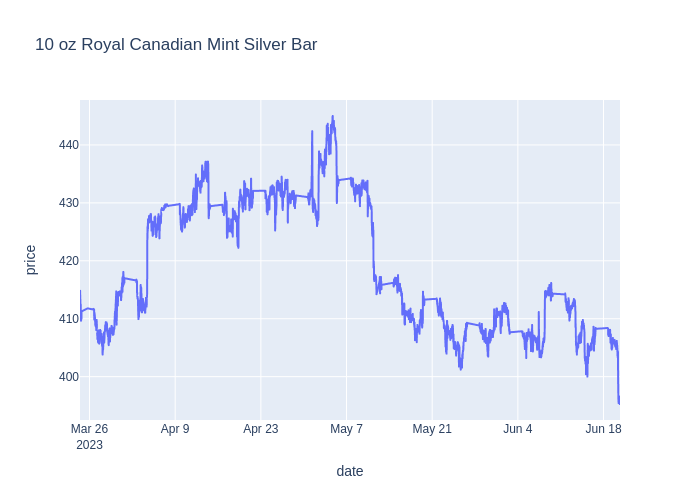 10 oz Royal Canadian Mint Silver Bar
440
430
420
410
400
price
Mar 26 Apr 9 Apr 23 May 7 May 21 Jun 4 Jun 18
2023
date